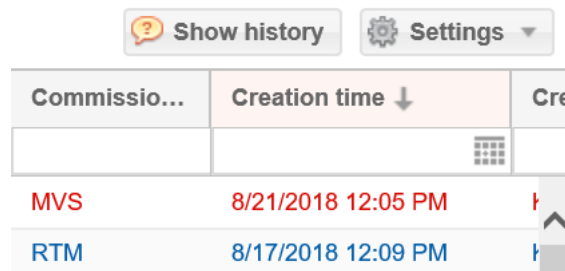 Show history Settings
Commissio... Creation time Cre
MVS 8/21/2018 12:05 PM
RTM 8/17/2018 12:09 PM